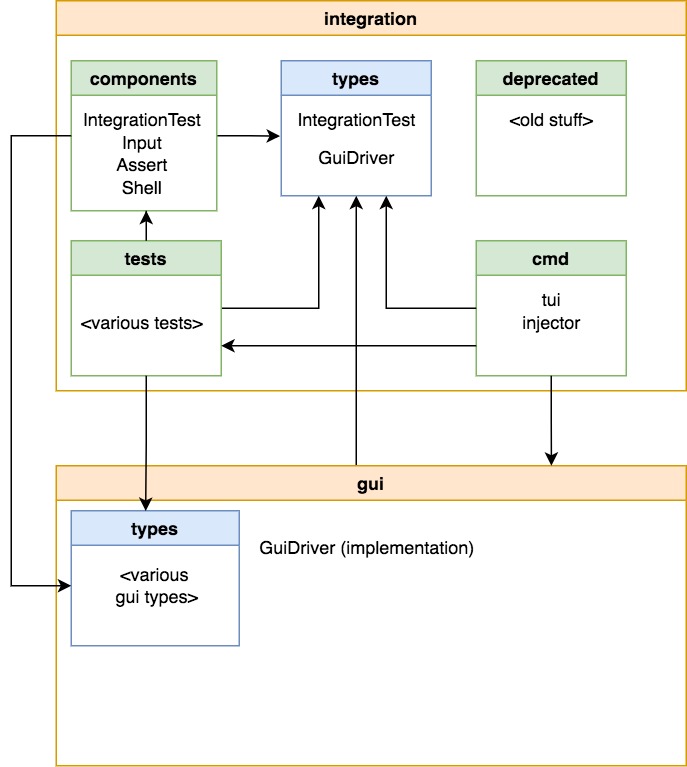 integration
components
IntegrationTest
Input
Assert
Shell
types
IntegrationTest
GuiDriver
deprecated
<old stuff>
tests
<various tests>
cmd
tui
injector
gui
types
<various
gui types>
GuiDriver (implementation)